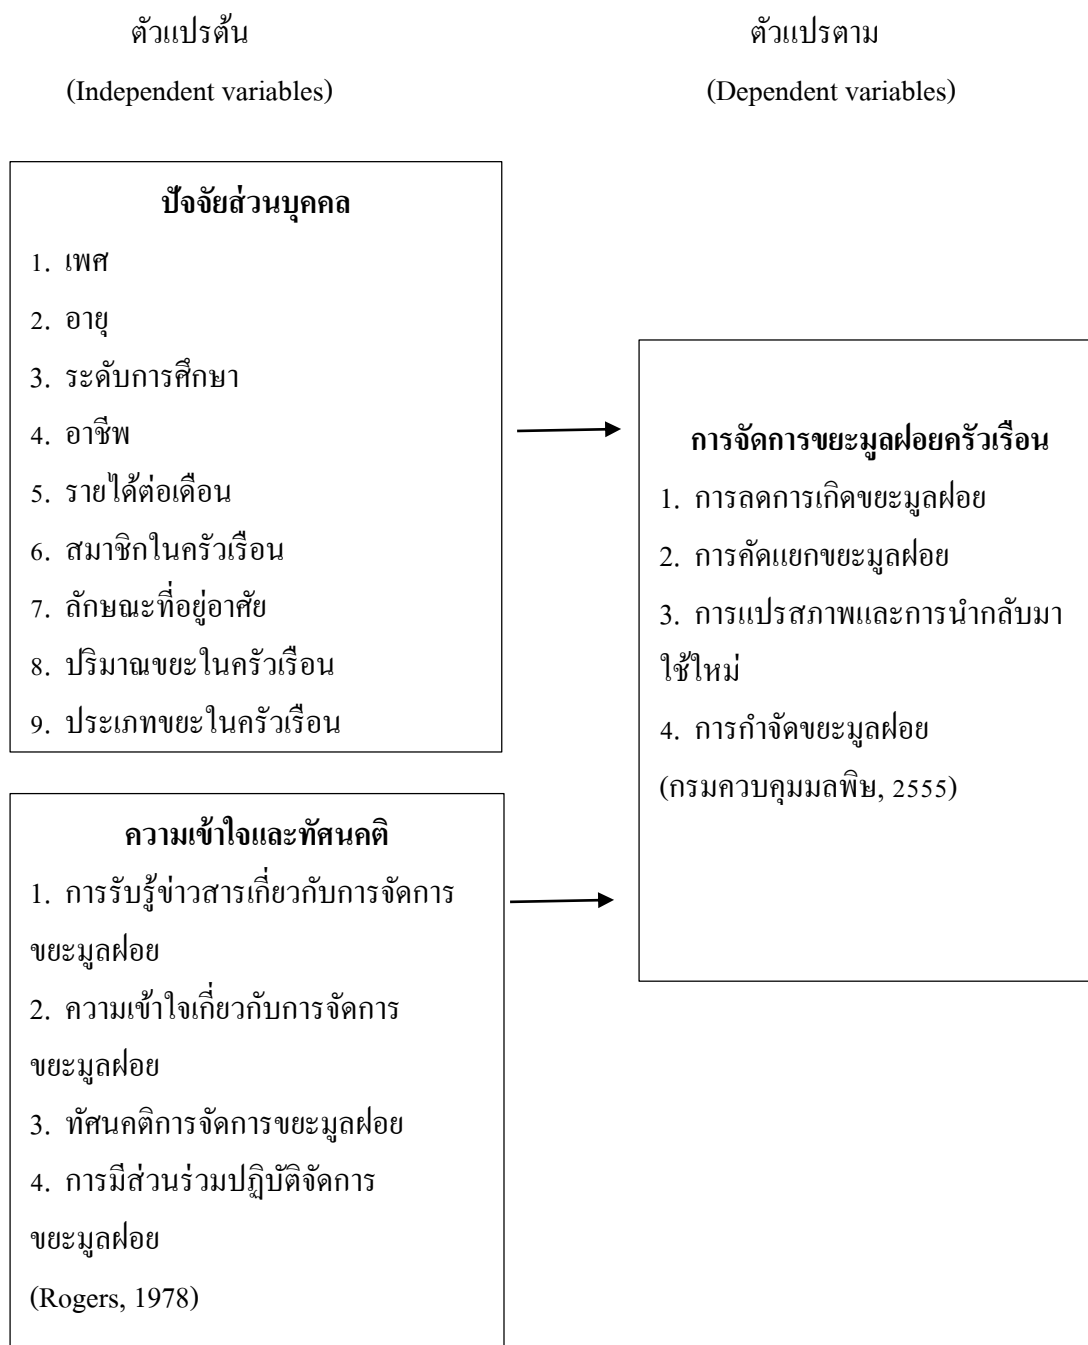 ตัวแปรต้น
(Independent variables)
ตัวแปรตาม
(Dependent variables)
ปัจจัยส่วนบุคคล
1. เพศ
2. อายุ
3. ระดับการศึกษา
4. อาชีพ
5. รายได้ต่อเดือน
6. สมาชิกในครัวเรือน
7. ลักษณะที่อยู่อาศัย
8. ปริมาณขยะในครัวเรือน
9. ประเภทขยะในครัวเรือน
ความเข้าใจและทัศนคติ
1. การรับรู้ข่าวสารเกี่ยวกับการจัดการ
ขยะมูลฝอย
2. ความเข้าใจเกี่ยวกับการจัดการ
ขยะมูลฝอย
3. ทัศนคติการจัดการขยะมูลฝอย
4. การมีส่วนร่วมปฏิบัติจัดการ
ขยะมูลฝอย
(Rogers, 1978)
การจัดการขยะมูลฝอยครัวเรือน
1. การลดการเกิดขยะมูลฝอย
2. การคัดแยกขยะมูลฝอย
3. การแปรสภาพและการนำกลับมา
ใช้ใหม่
4. การกำจัดขยะมูลฝอย
(กรมควบคุมมลพิษ, 2555)